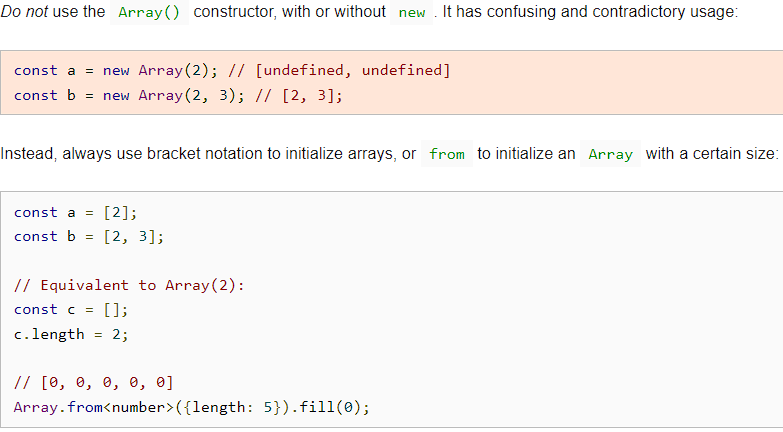 Do not use the Array() constructor, with or without new . It has confusing and contradictory usage:
const a = new Array(2); // [undefined, undefined]
const b = new Array(2, 3); // [2, 3];
Instead, always use bracket notation to initialize arrays, or from to initialize an Array with a certain size:
const a = [2];
const b = [2, 3];
// Equivalent to Array(2):
const c = [];
c.length = 2;
// [0, 0, 0, 0, 0]
Array.from<number>({length: 5}).fill(0);